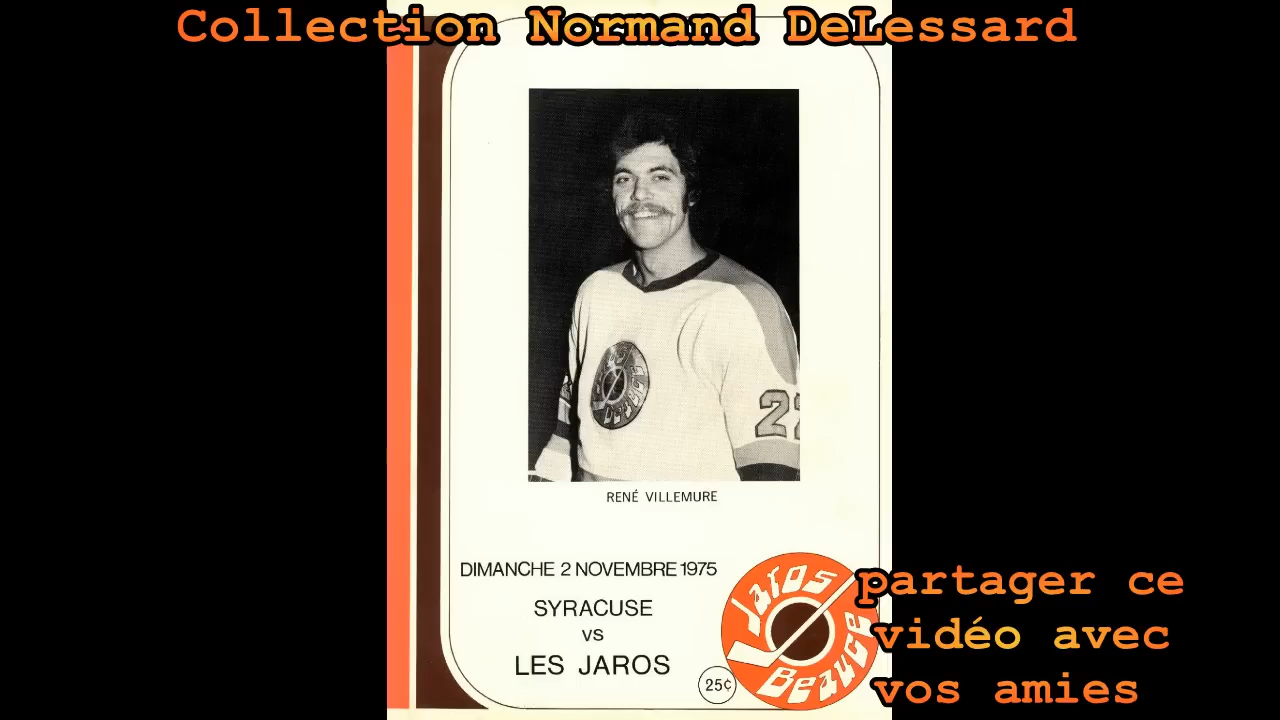 Collection Normand DeLessard
RENÉ VILLEMURE
DIMANCHE 2 NOVEMBRE 1975
SYRACUSE
VS
LES JAROS
25¢
Jaros
Beauce
partager ce
vidéo avec
vos amies